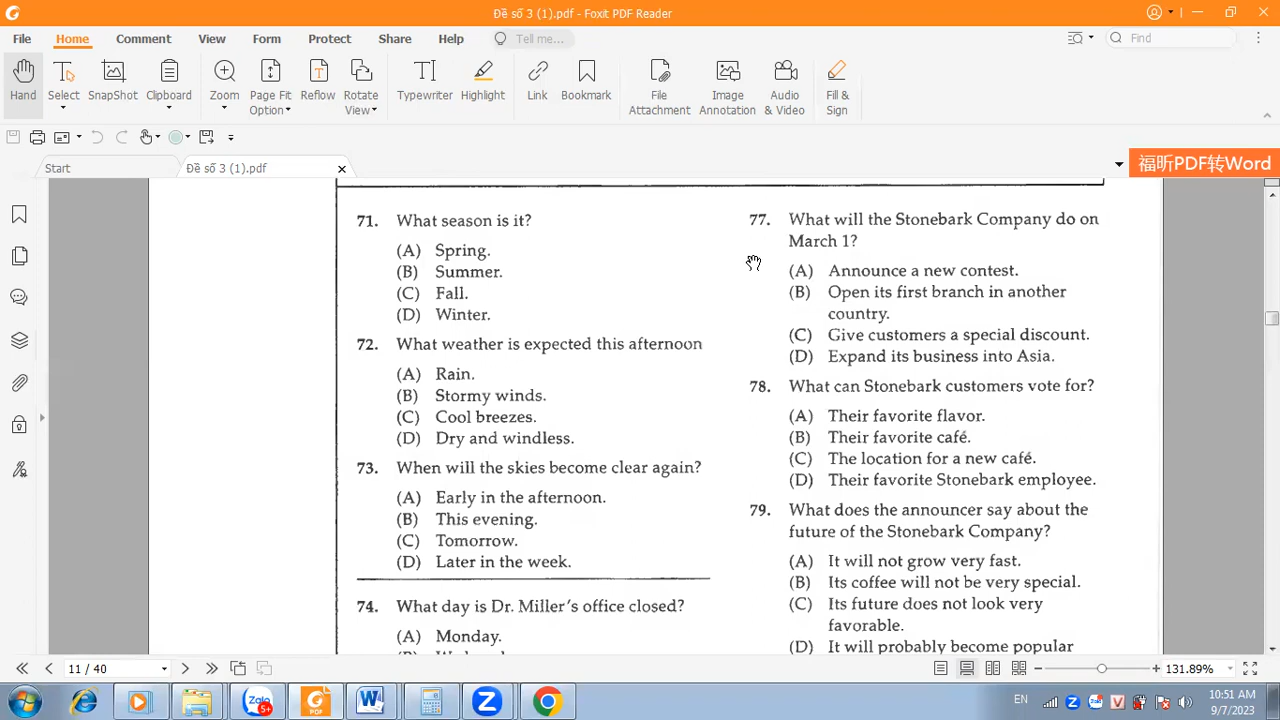 Đề số 3 (1).pdf - Foxit PDF Reader
File Home Comment View Form Protect Share Help Tell me... Find
Hand Select SnapShot Clipboard Zoom Page Fit Option Reflow Rotate View Typewriter Highlight Link Bookmark File Attachment Image Annotation Audio & Video Fill & Sign
Start Đề số 3 (1).pdf 福昕PDF转Word
71. What season is it?
(A) Spring.
(B) Summer.
(C) Fall.
(D) Winter.
72. What weather is expected this afternoon
(A) Rain.
(B) Stormy winds.
(C) Cool breezes.
(D) Dry and windless.
73. When will the skies become clear again?
(A) Early in the afternoon.
(B) This evening.
(C) Tomorrow.
(D) Later in the week.
74. What day is Dr. Miller's office closed?
(A) Monday.
77. What will the Stonebark Company do on
March 1?
(A) Announce a new contest.
(B) Open its first branch in another
country.
(C) Give customers a special discount.
(D) Expand its business into Asia.
78. What can Stonebark customers vote for?
(A) Their favorite flavor.
(B) Their favorite café.
(C) The location for a new café.
(D) Their favorite Stonebark employee.
79. What does the announcer say about the
future of the Stonebark Company?
(A) It will not grow very fast.
(B) Its coffee will not be very special.
(C) Its future does not look very
favorable.
(D) It will probably become popular
11 / 40 131.89%
Zalo 5+ PDF EN 10:51 AM
9/7/2023